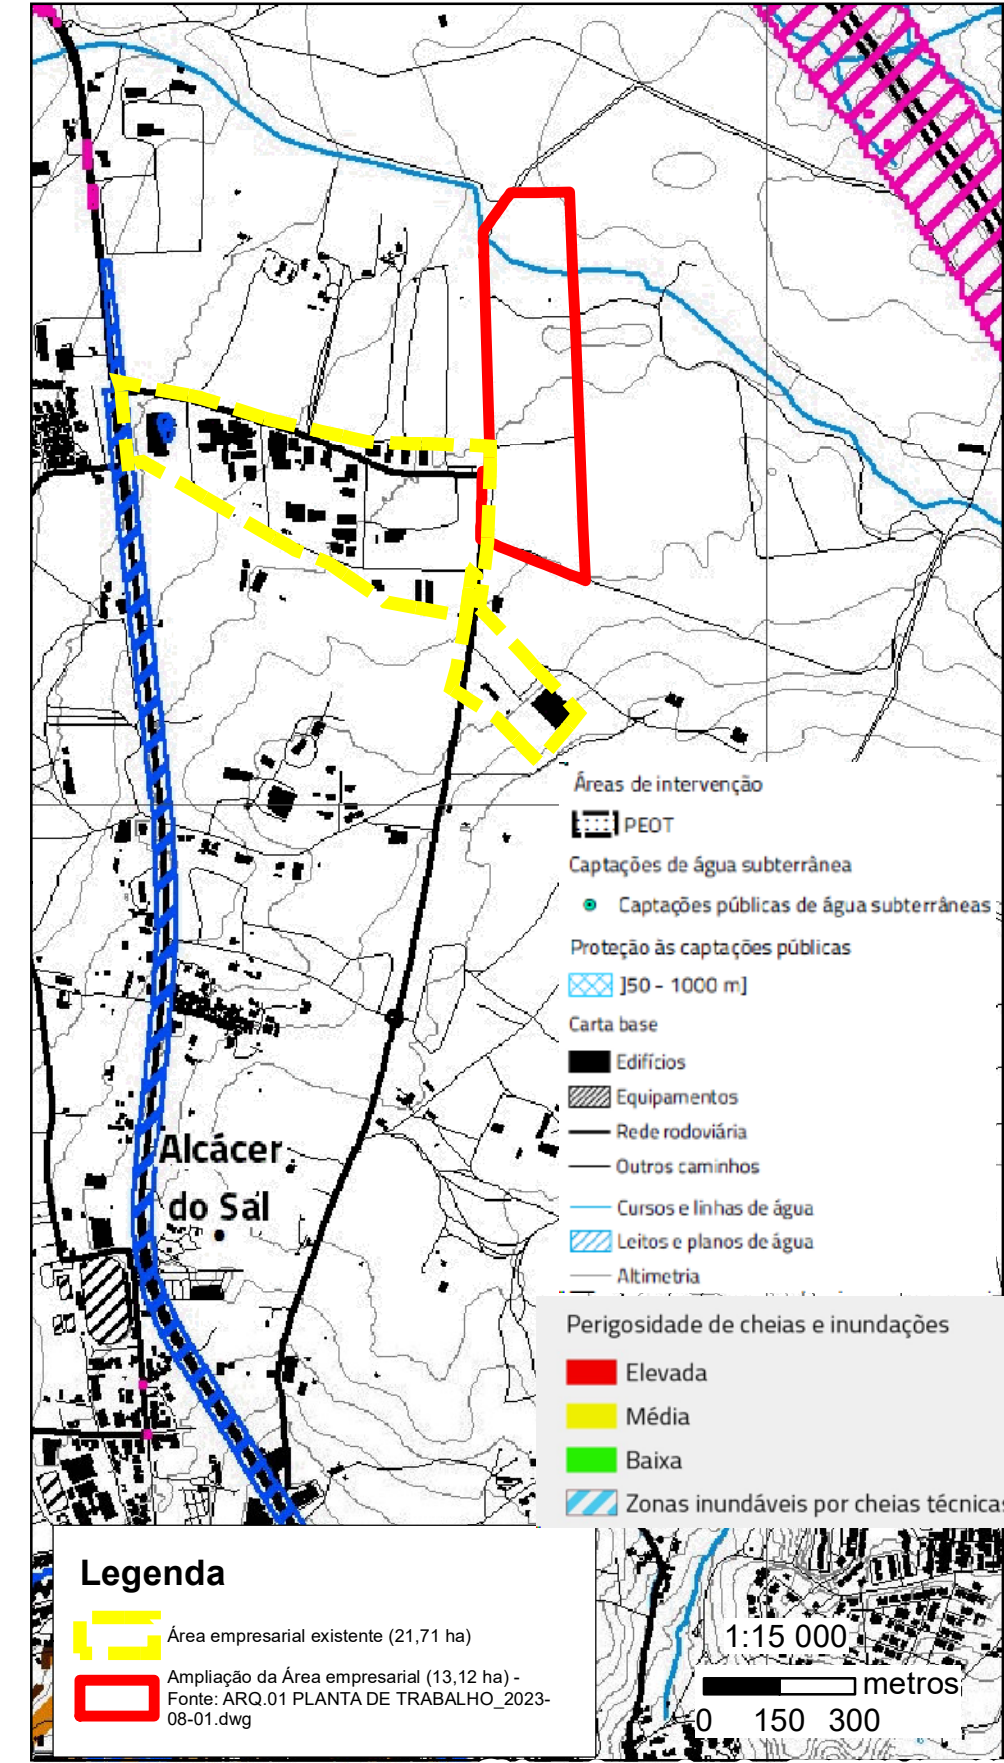 Áreas de intervenção
PEOT
Captações de água subterrânea
Captações públicas de água subterrâneas
Proteção às captações públicas
]50 - 1000 m]
Carta base
Edifícios
Equipamentos
Rede rodoviária
Outros caminhos
Cursos e linhas de água
Leitos e planos de água
Altimetria
Alcácer
do Sal
Perigosidade de cheias e inundações
Elevada
Média
Baixa
Zonas inundáveis por cheias técnicas
Legenda
Área empresarial existente (21,71 ha)
Ampliação da Área empresarial (13,12 ha) -
Fonte: ARQ.01 PLANTA DE TRABALHO_2023-
08-01.dwg
1:15 000
metros
0 150 300